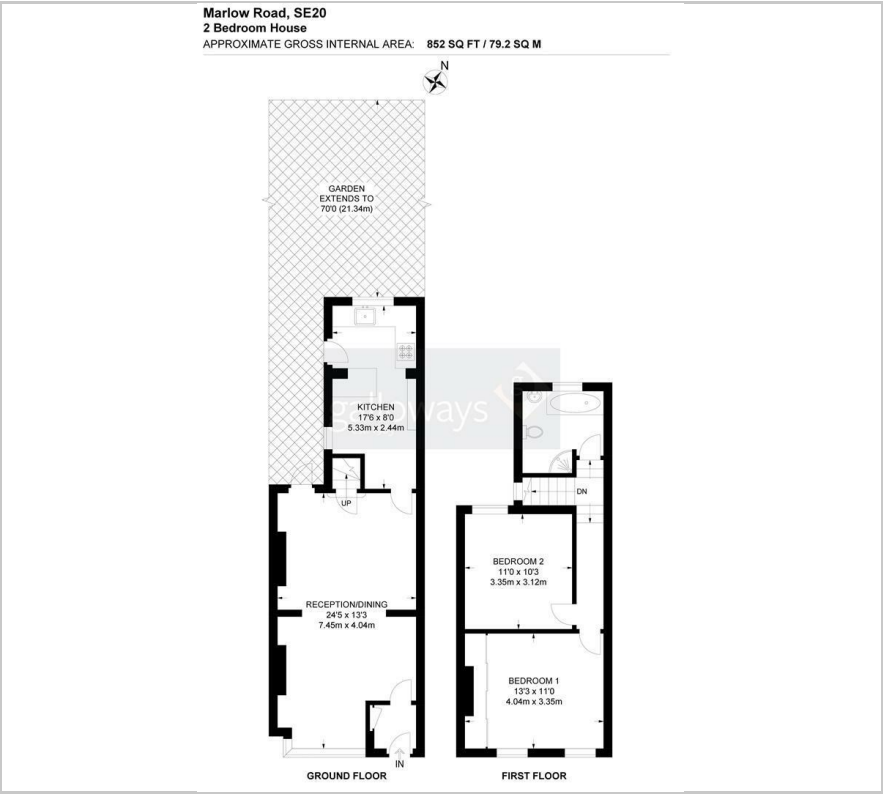 Marlow Road, SE20
2 Bedroom House
APPROXIMATE GROSS INTERNAL AREA: 852 SQ FT / 79.2 SQ M
N
GARDEN
EXTENDS TO
70'0 (21.34m)
KITCHEN
17'6 x 8'0
5.33m x 2.44m
galloways
UP
RECEPTION/DINING
24'5 x 13'3
7.45m x 4.04m
IN
GROUND FLOOR
DN
BEDROOM 2
11'0 x 10'3
3.35m x 3.12m
BEDROOM 1
13'3 x 11'0
4.04m x 3.35m
FIRST FLOOR